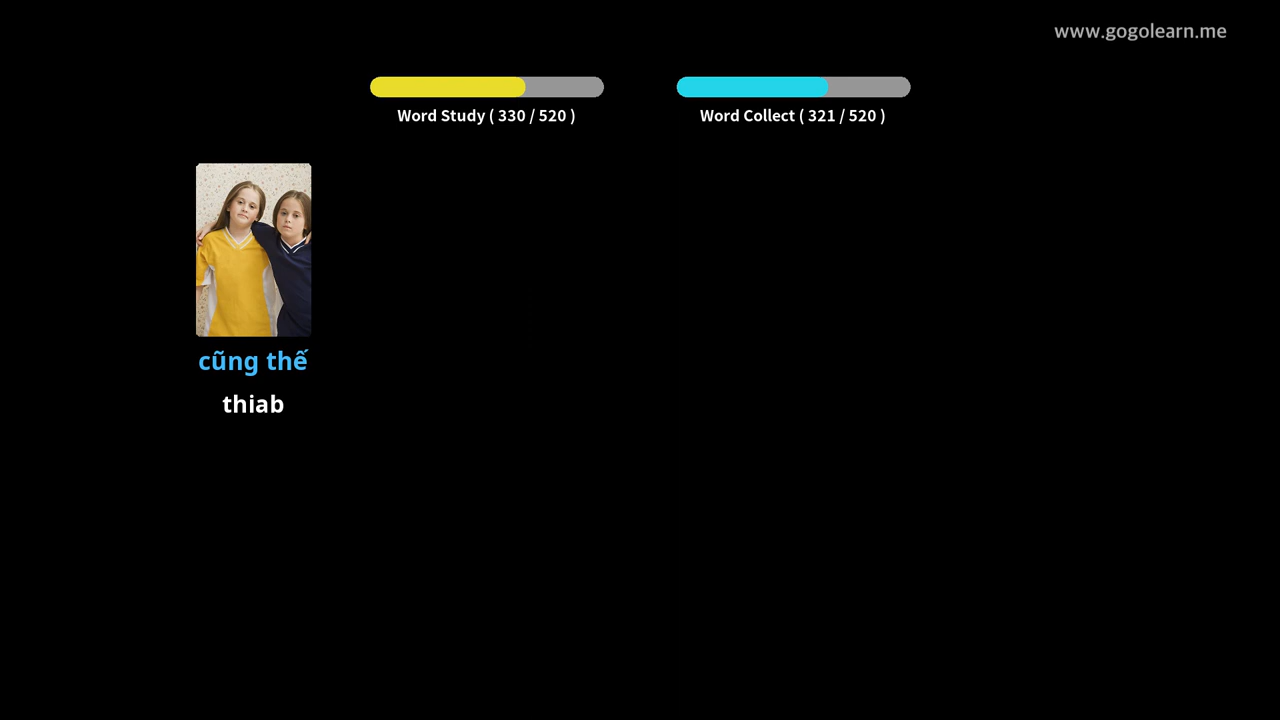 www.gogolearn.me
Word Study ( 330 / 520 )
Word Collect ( 321 / 520 )
cũng thế
thiab